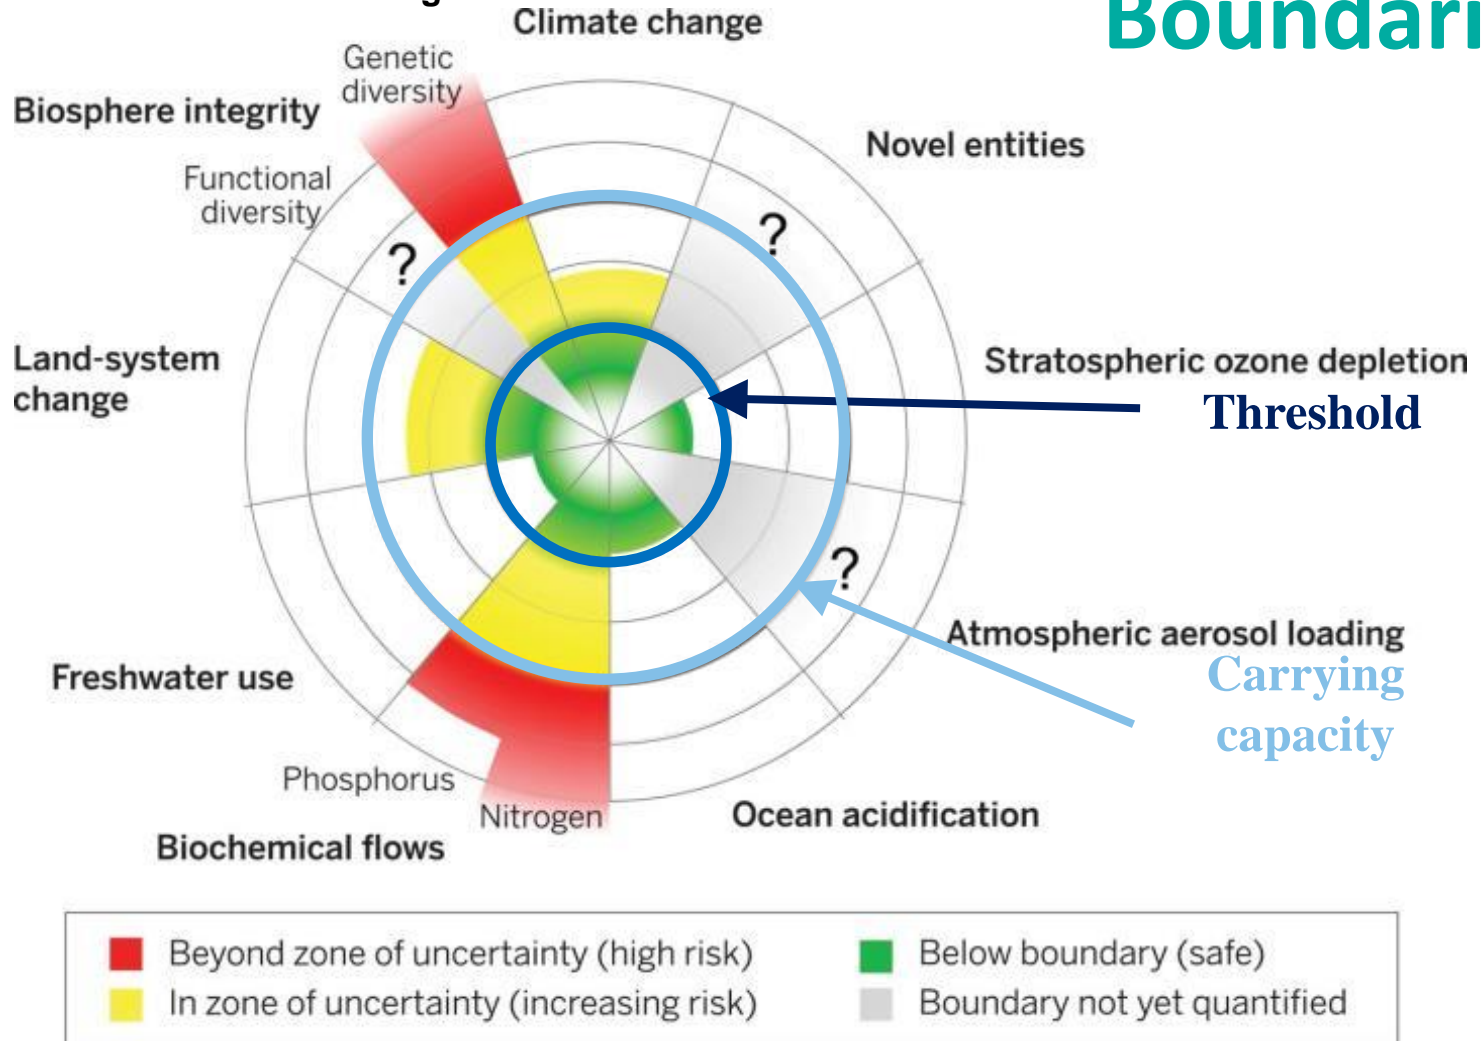 Boundari
Climate change
Genetic
diversity
Biosphere integrity
Novel entities
Functional
diversity
?
?
Land-system
change
Stratospheric ozone depletion
Threshold
?
Atmospheric aerosol loading
Carrying
capacity
Freshwater use
Phosphorus
Nitrogen
Ocean acidification
Biochemical flows
Beyond zone of uncertainty (high risk)
In zone of uncertainty (increasing risk)
Below boundary (safe)
Boundary not yet quantified